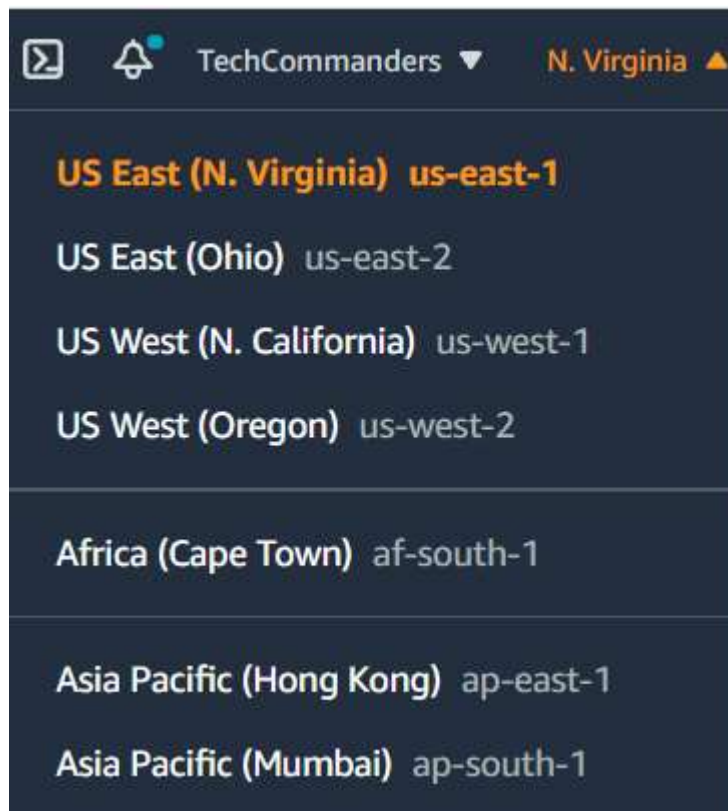 TechCommanders N. Virginia
US East (N. Virginia) us-east-1
US East (Ohio) us-east-2
US West (N. California) us-west-1
US West (Oregon) us-west-2
Africa (Cape Town) af-south-1
Asia Pacific (Hong Kong) ap-east-1
Asia Pacific (Mumbai) ap-south-1